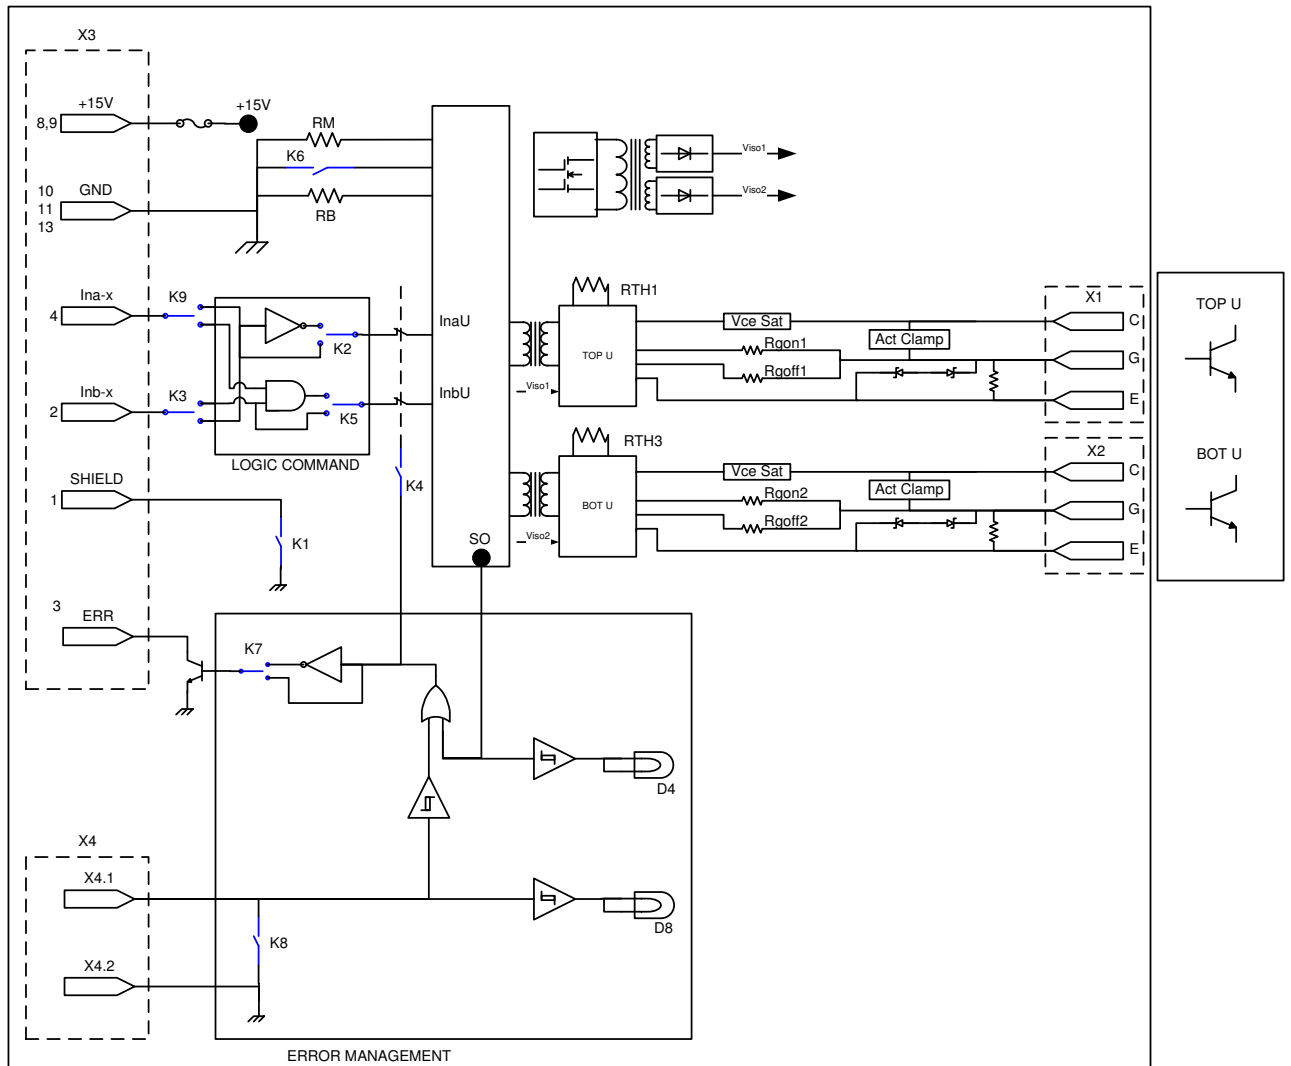 X3
+15V
8,9
+15V
RM
K6
RB
10
11
13
GND
Viso1
Viso2
Ina-x
4
K9
K2
InaU
Inb-x
2
K3
K5
InbU
LOGIC COMMAND
SHIELD
1
K1
K4
SO
RTH1
TOP U
Viso1
Vce Sat
Rgon1
Rgoff1
Act Clamp
X1
C
G
E
RTH3
BOT U
Viso2
Vce Sat
Rgon2
Rgoff2
Act Clamp
X2
C
G
E
TOP U
BOT U
3
ERR
K7
D4
X4
X4.1
D8
K8
X4.2
ERROR MANAGEMENT